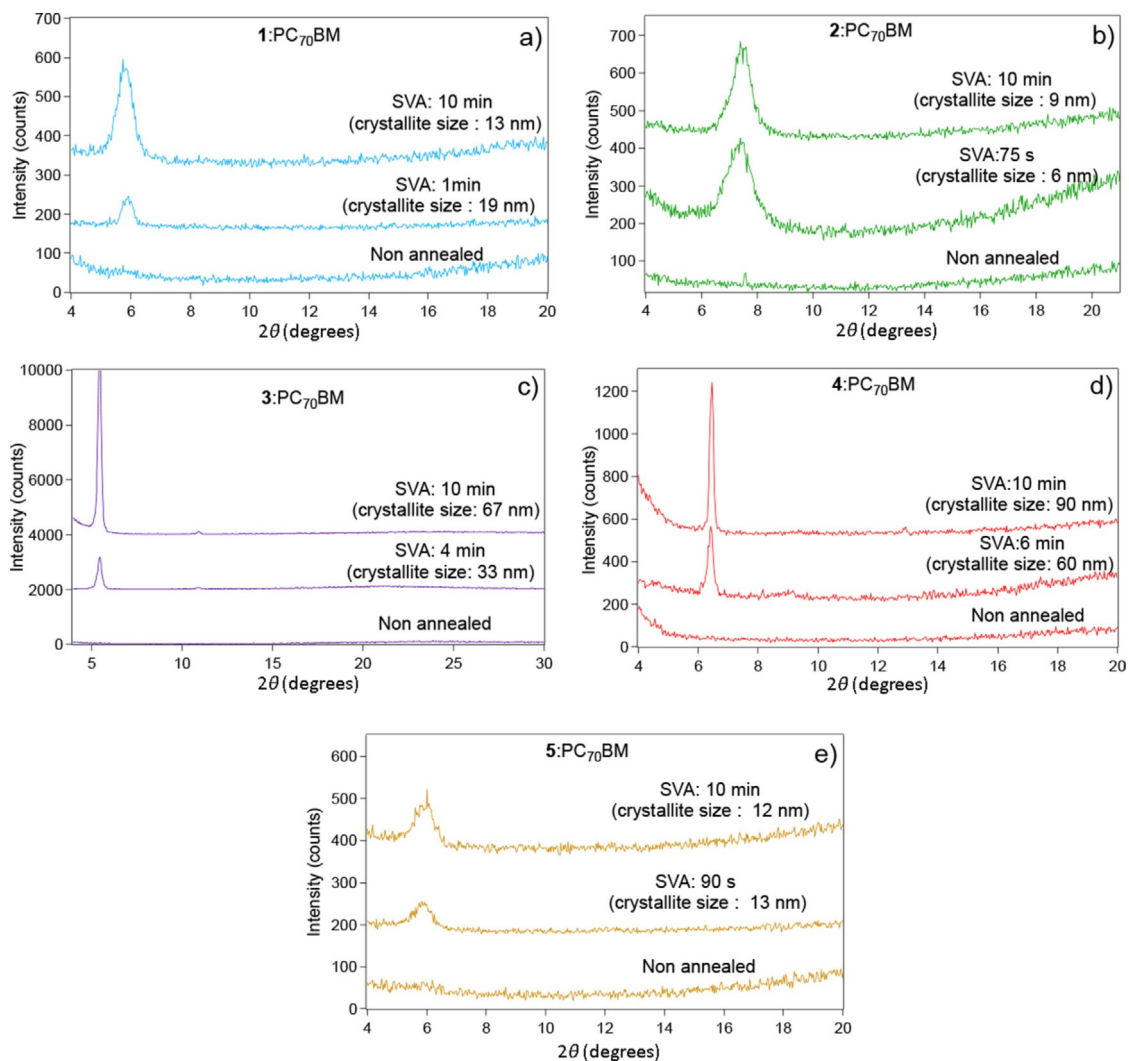 1:PC70BM
a)
SVA: 10 min
(crystallite size : 13 nm)
SVA: 1min
(crystallite size : 19 nm)
Non annealed
Intensity (counts)
700
600
500
400
300
200
100
0
4 6 8 10 12 14 16 18 20
2θ (degrees)
2:PC70BM
b)
SVA: 10 min
(crystallite size : 9 nm)
SVA:75 s
(crystallite size : 6 nm)
Non annealed
Intensity (counts)
700
600
500
400
300
200
100
4 6 8 10 12 14 16 18 20
2θ (degrees)
3:PC70BM
c)
SVA: 10 min
(crystallite size: 67 nm)
SVA: 4 min
(crystallite size: 33 nm)
Non annealed
Intensity (counts)
10000
8000
6000
4000
2000
0
5 10 15 20 25 30
2θ (degrees)
4:PC70BM
d)
SVA:10 min
(crystallite size: 90 nm)
SVA:6 min
(crystallite size: 60 nm)
Non annealed
Intensity (counts)
1200
1000
800
600
400
200
0
4 6 8 10 12 14 16 18 20
2θ (degrees)
5:PC70BM
e)
SVA: 10 min
(crystallite size : 12 nm)
SVA: 90 s
(crystallite size : 13 nm)
Non annealed
Intensity (counts)
600
500
400
300
200
100
0
4 6 8 10 12 14 16 18 20
2θ (degrees)